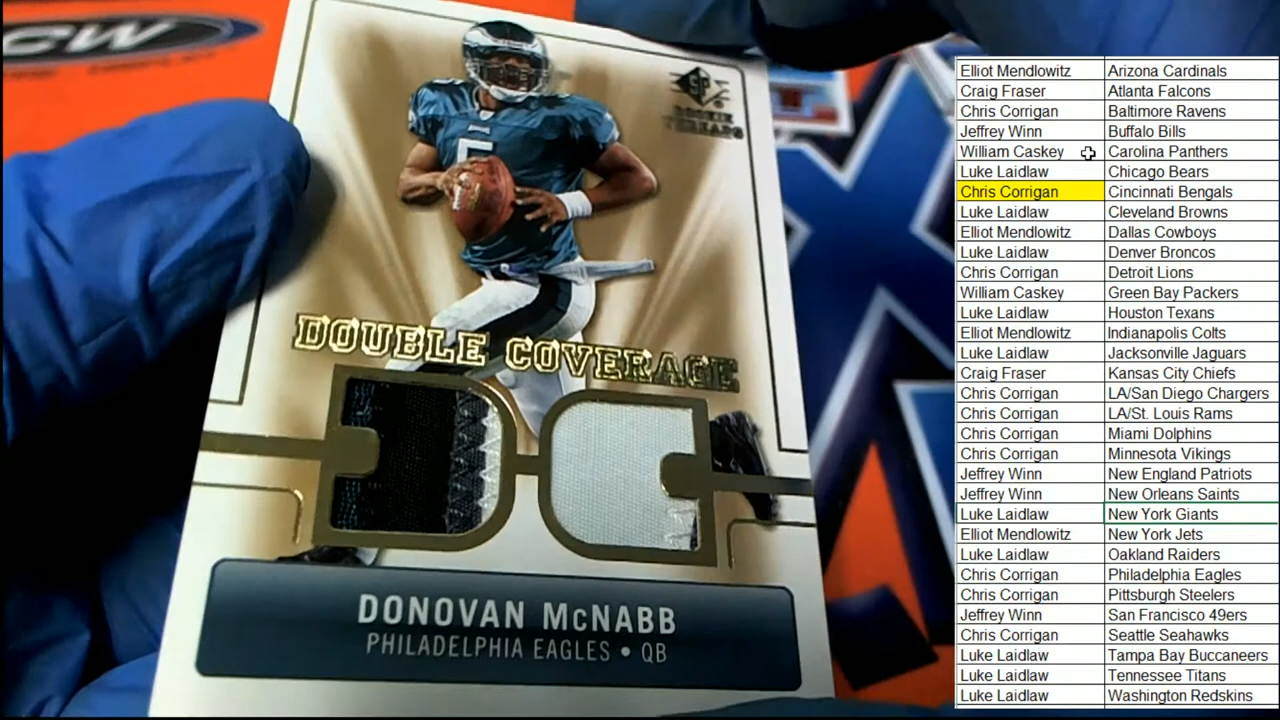 CW
SP
ROOKIE
THREADS
5
DOUBLE COVERAGE
DONOVAN McNABB
PHILADELPHIA EAGLES • QB
Elliot Mendlowitz Arizona Cardinals
Craig Fraser Atlanta Falcons
Chris Corrigan Baltimore Ravens
Jeffrey Winn Buffalo Bills
William Caskey Carolina Panthers
Luke Laidlaw Chicago Bears
Chris Corrigan Cincinnati Bengals
Luke Laidlaw Cleveland Browns
Elliot Mendlowitz Dallas Cowboys
Luke Laidlaw Denver Broncos
Chris Corrigan Detroit Lions
William Caskey Green Bay Packers
Luke Laidlaw Houston Texans
Elliot Mendlowitz Indianapolis Colts
Luke Laidlaw Jacksonville Jaguars
Craig Fraser Kansas City Chiefs
Chris Corrigan LA/San Diego Chargers
Chris Corrigan LA/St. Louis Rams
Chris Corrigan Miami Dolphins
Chris Corrigan Minnesota Vikings
Jeffrey Winn New England Patriots
Jeffrey Winn New Orleans Saints
Luke Laidlaw New York Giants
Elliot Mendlowitz New York Jets
Luke Laidlaw Oakland Raiders
Chris Corrigan Philadelphia Eagles
Chris Corrigan Pittsburgh Steelers
Jeffrey Winn San Francisco 49ers
Chris Corrigan Seattle Seahawks
Luke Laidlaw Tampa Bay Buccaneers
Luke Laidlaw Tennessee Titans
Luke Laidlaw Washington Redskins